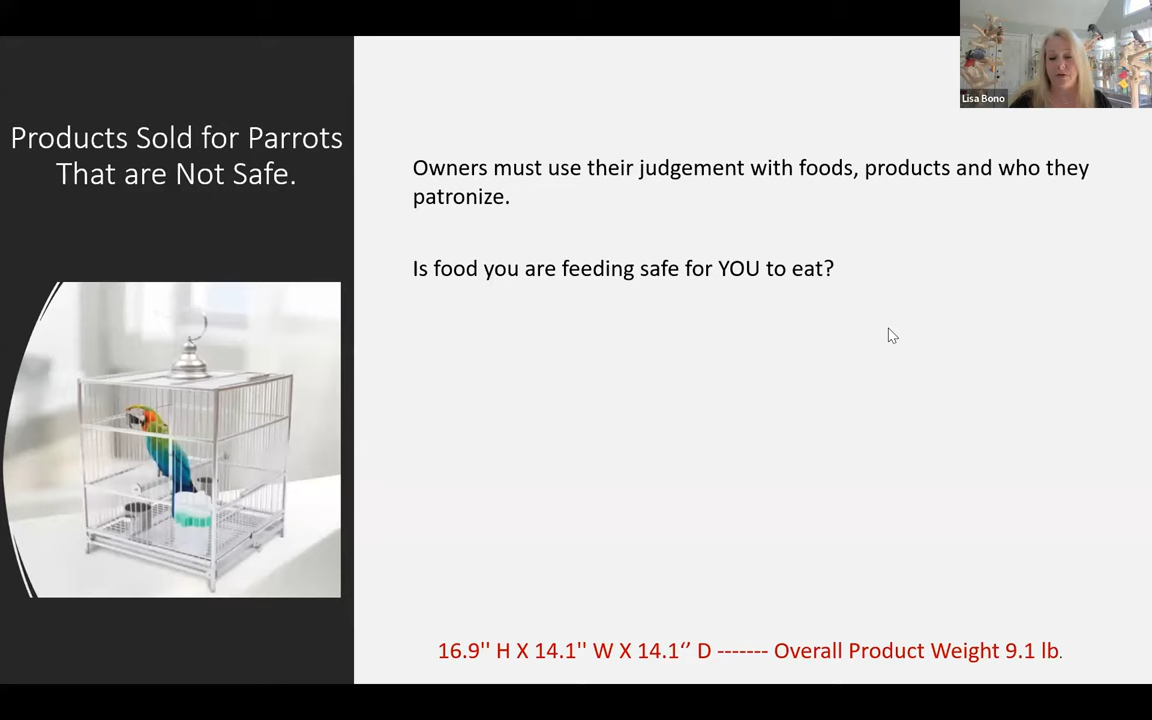 Lisa Bono
Products Sold for Parrots
That are Not Safe.
Owners must use their judgement with foods, products and who they
patronize.
Is food you are feeding safe for YOU to eat?
16.9'' H X 14.1'' W X 14.1‘’ D ------- Overall Product Weight 9.1 lb.